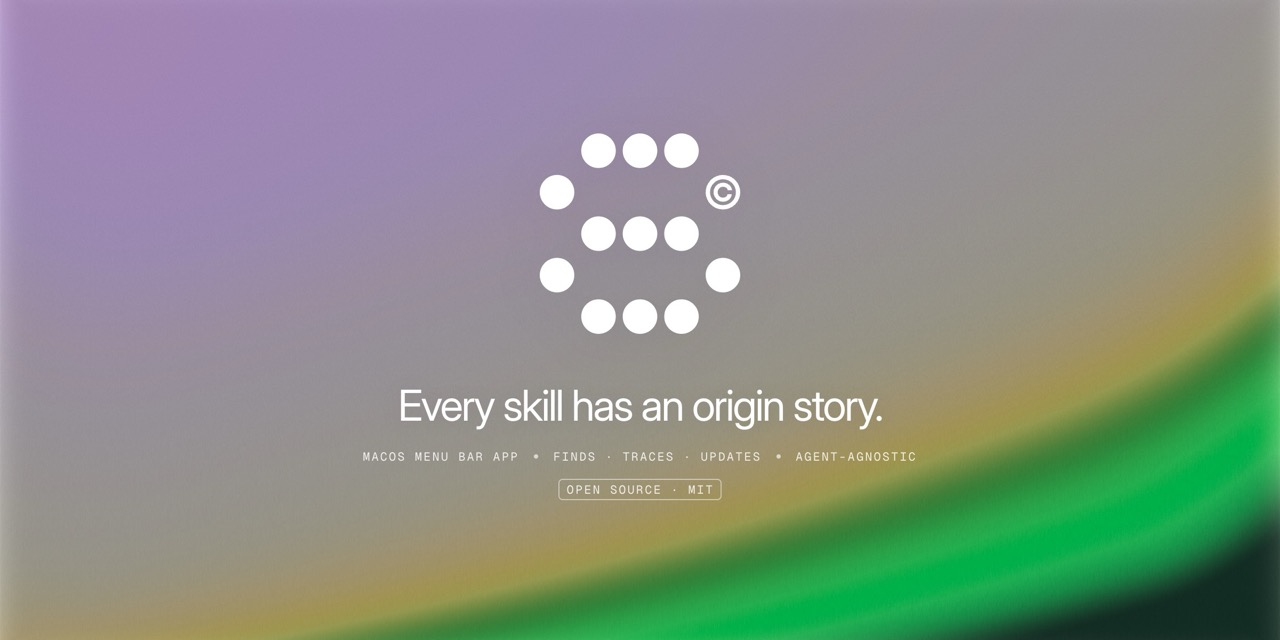 ©
Every skill has an origin story.
MACOS MENU BAR APP • FINDS · TRACES · UPDATES • AGENT-AGNOSTIC
OPEN SOURCE · MIT